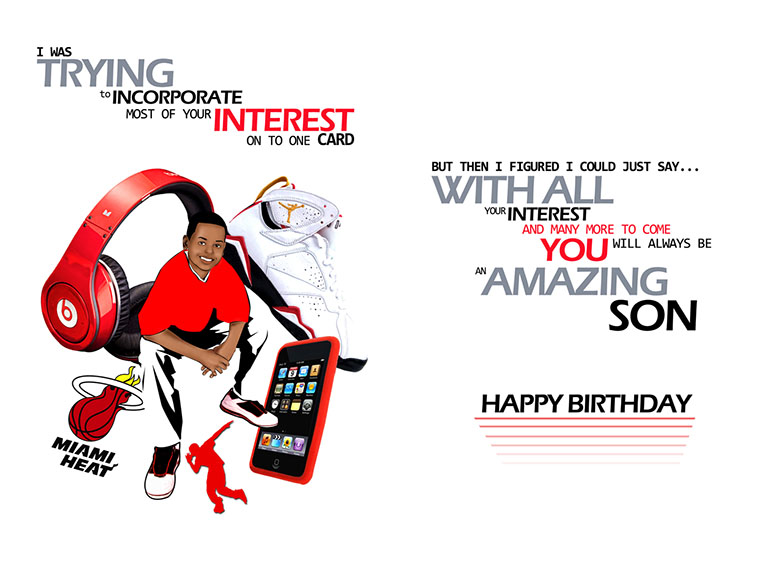 I WAS
TRYING
to INCORPORATE
MOST OF YOUR INTEREST
ON TO ONE CARD
b
MIAMI
HEAT
BUT THEN I FIGURED I COULD JUST SAY...
WITH ALL
YOUR INTEREST
AND MANY MORE TO COME
YOU WILL ALWAYS BE
AN AMAZING
SON
HAPPY BIRTHDAY